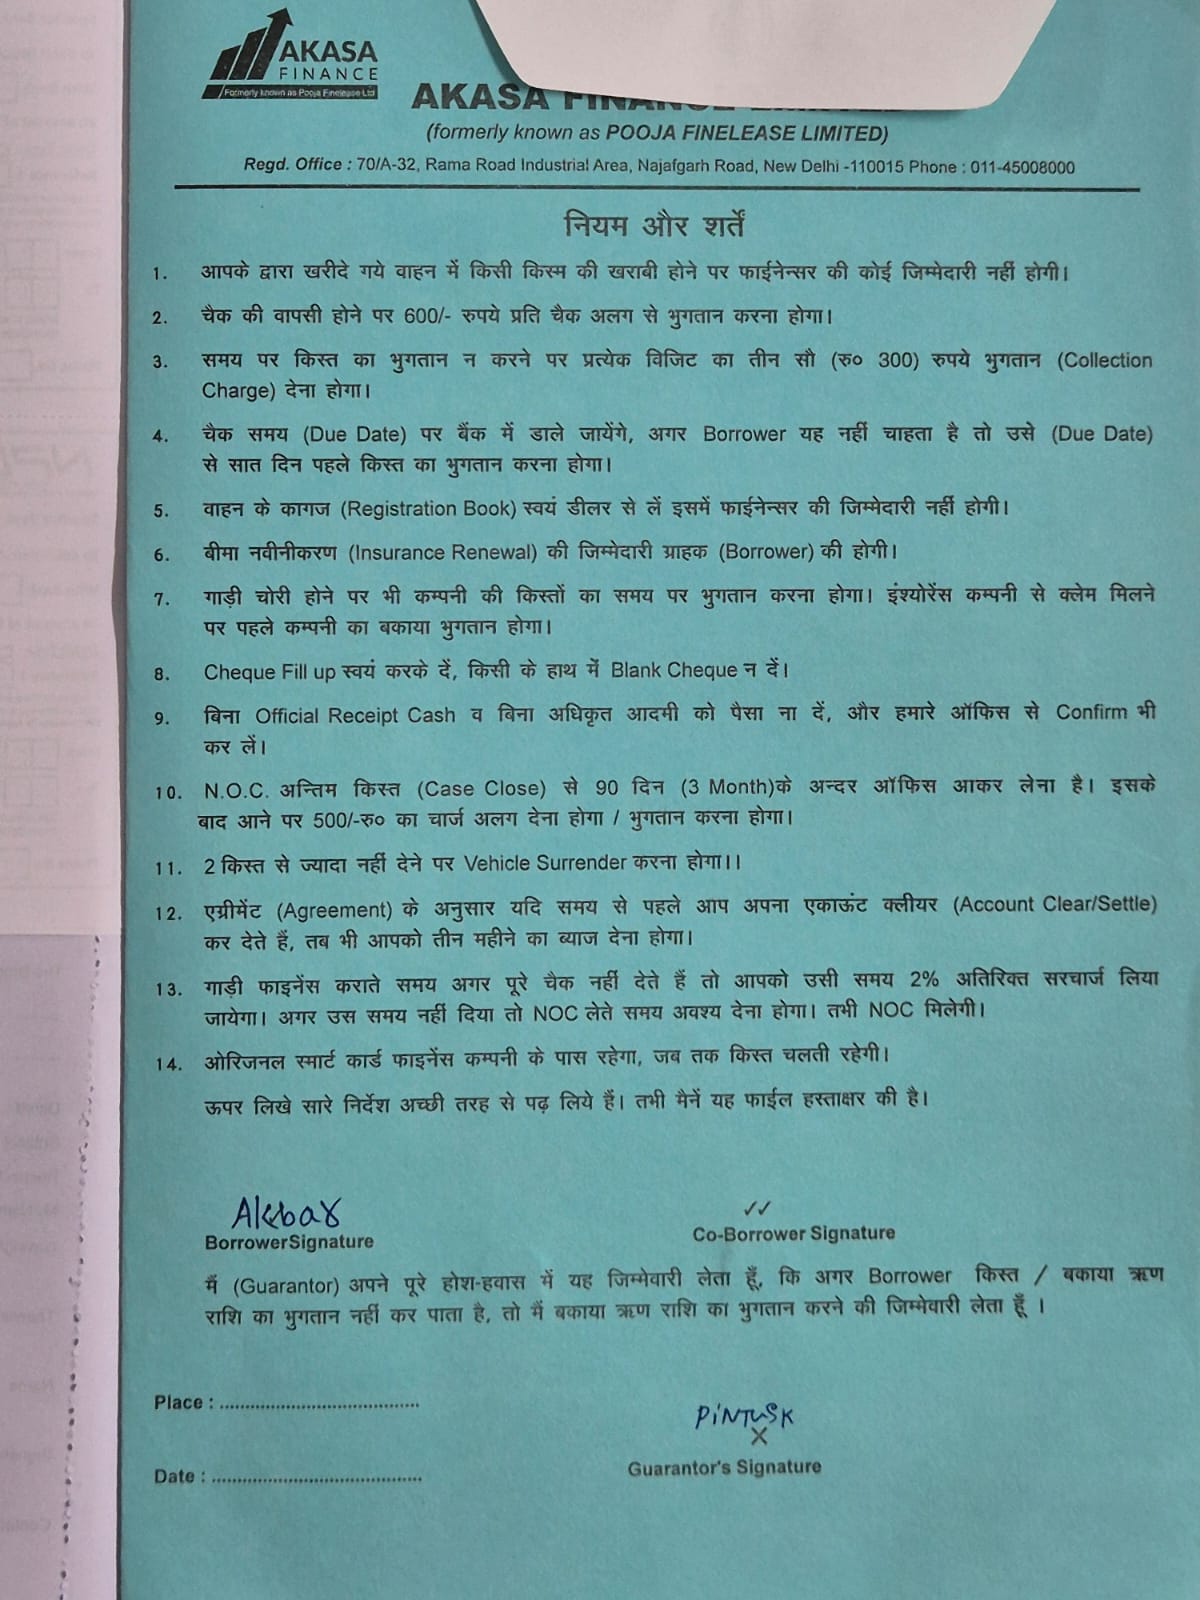 AKASA
FINANCE
Formerly known as Pooja Finelease Ltd
AKASA
(formerly known as POOJA FINELEASE LIMITED)
Regd. Office : 70/A-32, Rama Road Industrial Area, Najafgarh Road, New Delhi -110015 Phone : 011-45008000
नियम और शर्तें
1. आपके द्वारा खरीदे गये वाहन में किसी किस्म की खराबी होने पर फाईनेन्सर की कोई जिम्मेदारी नहीं होगी।
2. चैक की वापसी होने पर 600/- रुपये प्रति चैक अलग से भुगतान करना होगा।
3. समय पर किस्त का भुगतान न करने पर प्रत्येक विजिट का तीन सौ (रु० 300) रुपये भुगतान (Collection
Charge) देना होगा।
4. चैक समय (Due Date) पर बैंक में डाले जायेंगे, अगर Borrower यह नहीं चाहता है तो उसे (Due Date)
से सात दिन पहले किस्त का भुगतान करना होगा।
5. वाहन के कागज (Registration Book) स्वयं डीलर से लें इसमें फाईनेन्सर की जिम्मेदारी नहीं होगी।
6. बीमा नवीनीकरण (Insurance Renewal) की जिम्मेदारी ग्राहक (Borrower) की होगी।
7. गाड़ी चोरी होने पर भी कम्पनी की किस्तों का समय पर भुगतान करना होगा। इंश्योरेंस कम्पनी से क्लेम मिलने
पर पहले कम्पनी का बकाया भुगतान होगा।
8. Cheque Fill up स्वयं करके दें, किसी के हाथ में Blank Cheque न दें।
9. बिना Official Receipt Cash व बिना अधिकृत आदमी को पैसा ना दें, और हमारे ऑफिस से Confirm भी
कर लें।
10. N.O.C. अन्तिम किस्त (Case Close) से 90 दिन (3 Month)के अन्दर ऑफिस आकर लेना है। इसके
बाद आने पर 500/-रु० का चार्ज अलग देना होगा / भुगतान करना होगा।
11. 2 किस्त से ज्यादा नहीं देने पर Vehicle Surrender करना होगा।।
12. एग्रीमेंट (Agreement) के अनुसार यदि समय से पहले आप अपना एकाऊंट क्लीयर (Account Clear/Settle)
कर देते हैं, तब भी आपको तीन महीने का ब्याज देना होगा।
13. गाड़ी फाइनेंस कराते समय अगर पूरे चैक नहीं देते हैं तो आपको उसी समय 2% अतिरिक्त सरचार्ज लिया
जायेगा। अगर उस समय नहीं दिया तो NOC लेते समय अवश्य देना होगा। तभी NOC मिलेगी।
14. ओरिजनल स्मार्ट कार्ड फाइनेंस कम्पनी के पास रहेगा, जब तक किस्त चलती रहेगी।
ऊपर लिखे सारे निर्देश अच्छी तरह से पढ़ लिये हैं। तभी मैनें यह फाईल हस्ताक्षर की है।
Akbar
BorrowerSignature
Co-Borrower Signature
मैं (Guarantor) अपने पूरे होश-हवास में यह जिम्मेवारी लेता हूँ, कि अगर Borrower किस्त / बकाया ऋण
राशि का भुगतान नहीं कर पाता है, तो मैं बकाया ऋण राशि का भुगतान करने की जिम्मेवारी लेता हूँ ।
Place : ........................................
PiNTUSK
X
Guarantor's Signature
Date : ..........................................